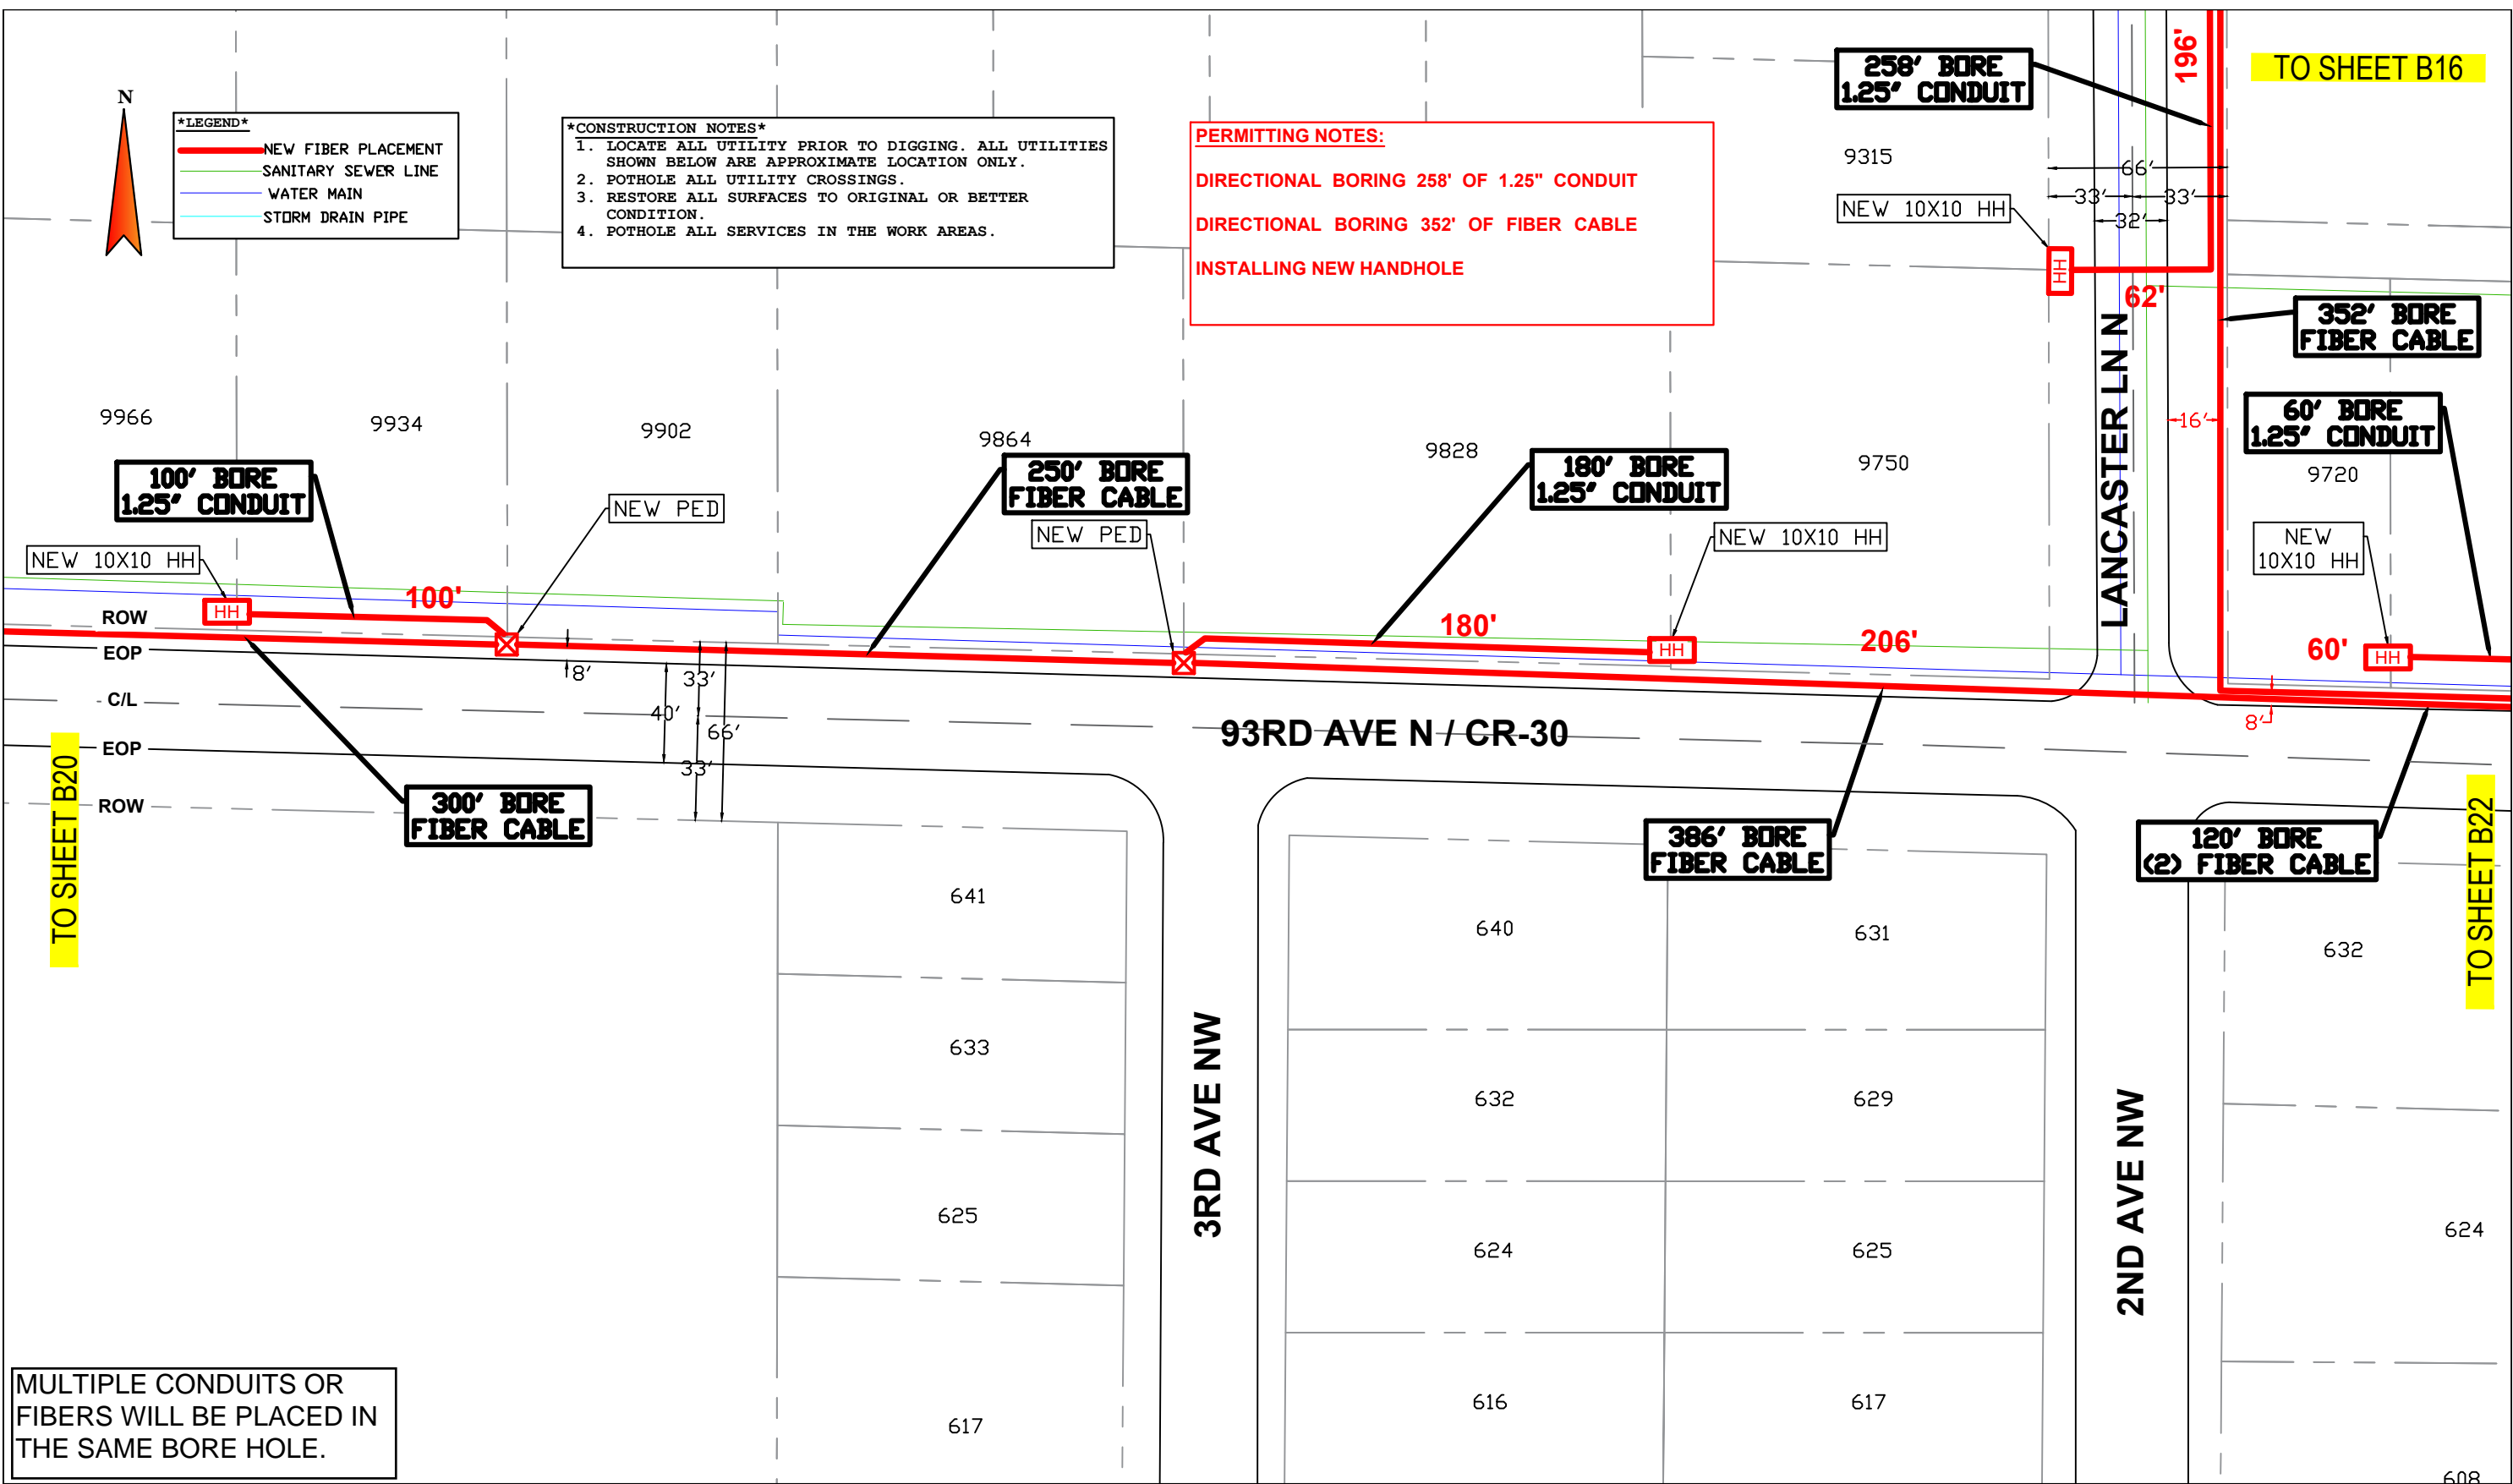 N
*LEGEND*
NEW FIBER PLACEMENT
SANITARY SEWER LINE
WATER MAIN
STORM DRAIN PIPE
*CONSTRUCTION NOTES*
1. LOCATE ALL UTILITY PRIOR TO DIGGING. ALL UTILITIES
SHOWN BELOW ARE APPROXIMATE LOCATION ONLY.
2. POTHOLE ALL UTILITY CROSSINGS.
3. RESTORE ALL SURFACES TO ORIGINAL OR BETTER
CONDITION.
4. POTHOLE ALL SERVICES IN THE WORK AREAS.
PERMITTING NOTES:
DIRECTIONAL BORING 258' OF 1.25" CONDUIT
DIRECTIONAL BORING 352' OF FIBER CABLE
INSTALLING NEW HANDHOLE
258' BORE
1.25" CONDUIT
196'
TO SHEET B16
9315
66'
33'
33'
32'
NEW 10X10 HH
HH
62'
352' BORE
FIBER CABLE
LANCASTER LN N
16'
60' BORE
1.25" CONDUIT
9720
NEW
10X10 HH
60'
HH
9966
9934
9902
9864
9828
9750
100' BORE
1.25" CONDUIT
NEW PED
250' BORE
FIBER CABLE
NEW PED
180' BORE
1.25" CONDUIT
NEW 10X10 HH
NEW 10X10 HH
HH
100'
180'
HH
206'
ROW
EOP
C/L
EOP
ROW
8'
33'
40'
66'
33'
8'
93RD AVE N / CR-30
TO SHEET B20
300' BORE
FIBER CABLE
386' BORE
FIBER CABLE
120' BORE
(2) FIBER CABLE
TO SHEET B22
641
633
625
617
3RD AVE NW
640
631
632
629
624
625
616
617
2ND AVE NW
632
624
608
MULTIPLE CONDUITS OR
FIBERS WILL BE PLACED IN
THE SAME BORE HOLE.